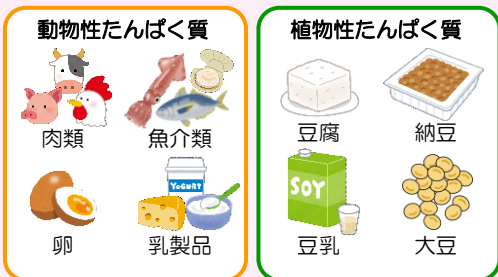 動物性たんぱく質
肉類
魚介類
YOGURT
卵
乳製品
植物性たんぱく質
豆腐
納豆
SOY
豆乳
大豆